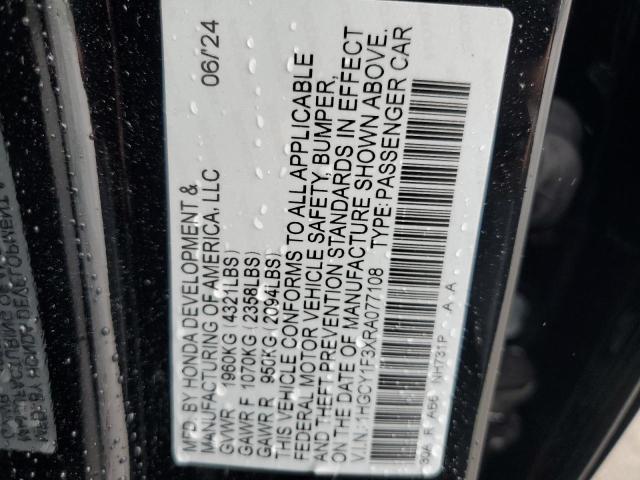 MFD. BY HONDA DEVELOPMENT &
MANUFACTURING OF AMERICA, LLC 06/24
GVWR 1960KG (4321LBS)
GAWR F 1070KG (2358LBS)
GAWR R 950KG (2094LBS)
THIS VEHICLE CONFORMS TO ALL APPLICABLE
FEDERAL MOTOR VEHICLE SAFETY, BUMPER,
AND THEFT PREVENTION STANDARDS IN EFFECT
ON THE DATE OF MANUFACTURE SHOWN ABOVE.
V.I.N.: 1HGCY1F3XRA077108 TYPE: PASSENGER CAR
30A R A56 NH731P A A